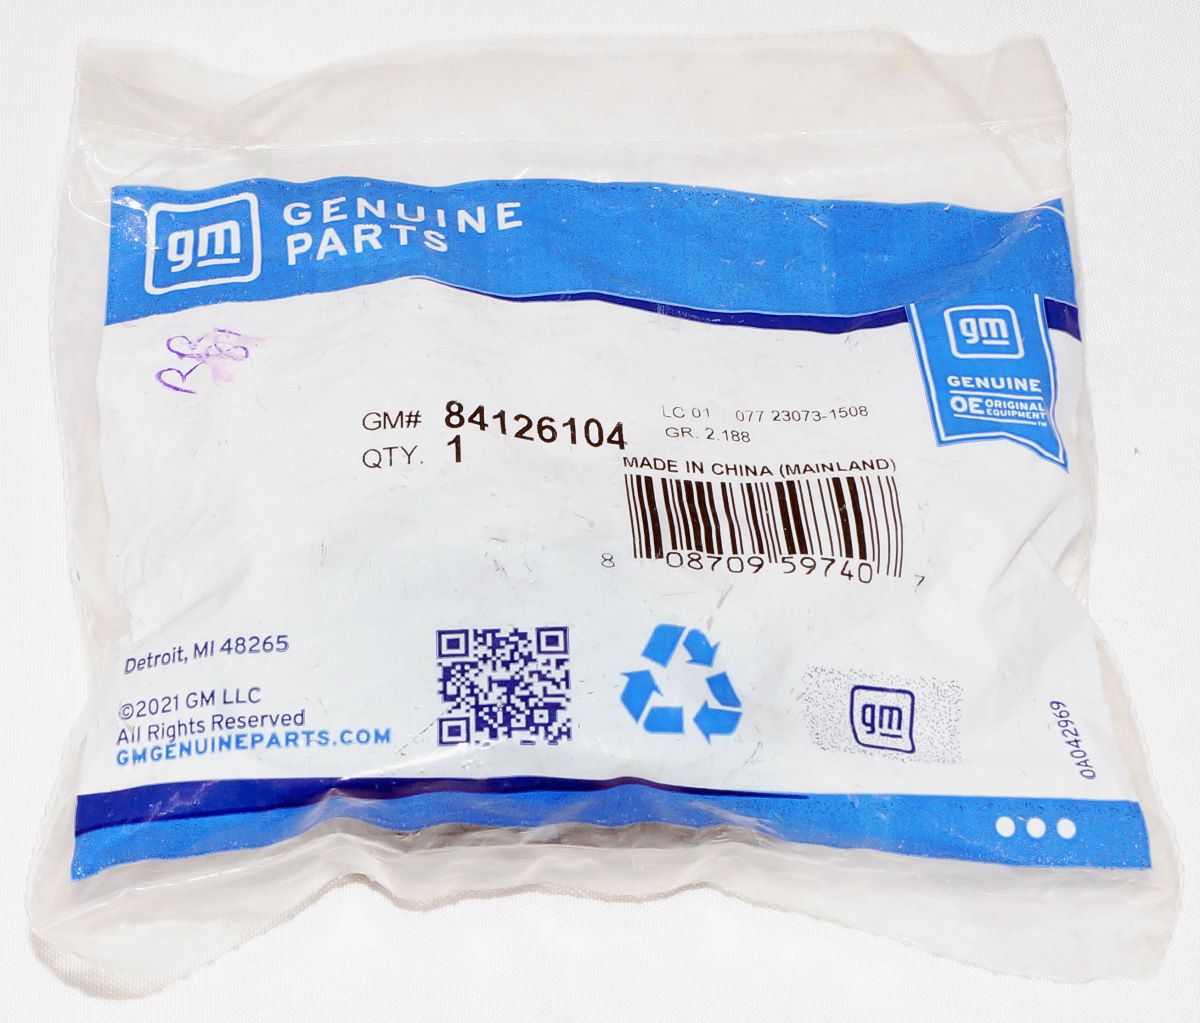 gm GENUINE
PARTS
gm
GENUINE
OE ORIGINAL
EQUIPMENT™
GM# 84126104
QTY. 1
LC 01 077 23073-1508
GR. 2.188
MADE IN CHINA (MAINLAND)
8 08709 59740 7
Detroit, MI 48265
©2021 GM LLC
All Rights Reserved
GMGENUINEPARTS.COM
gm
0A042969